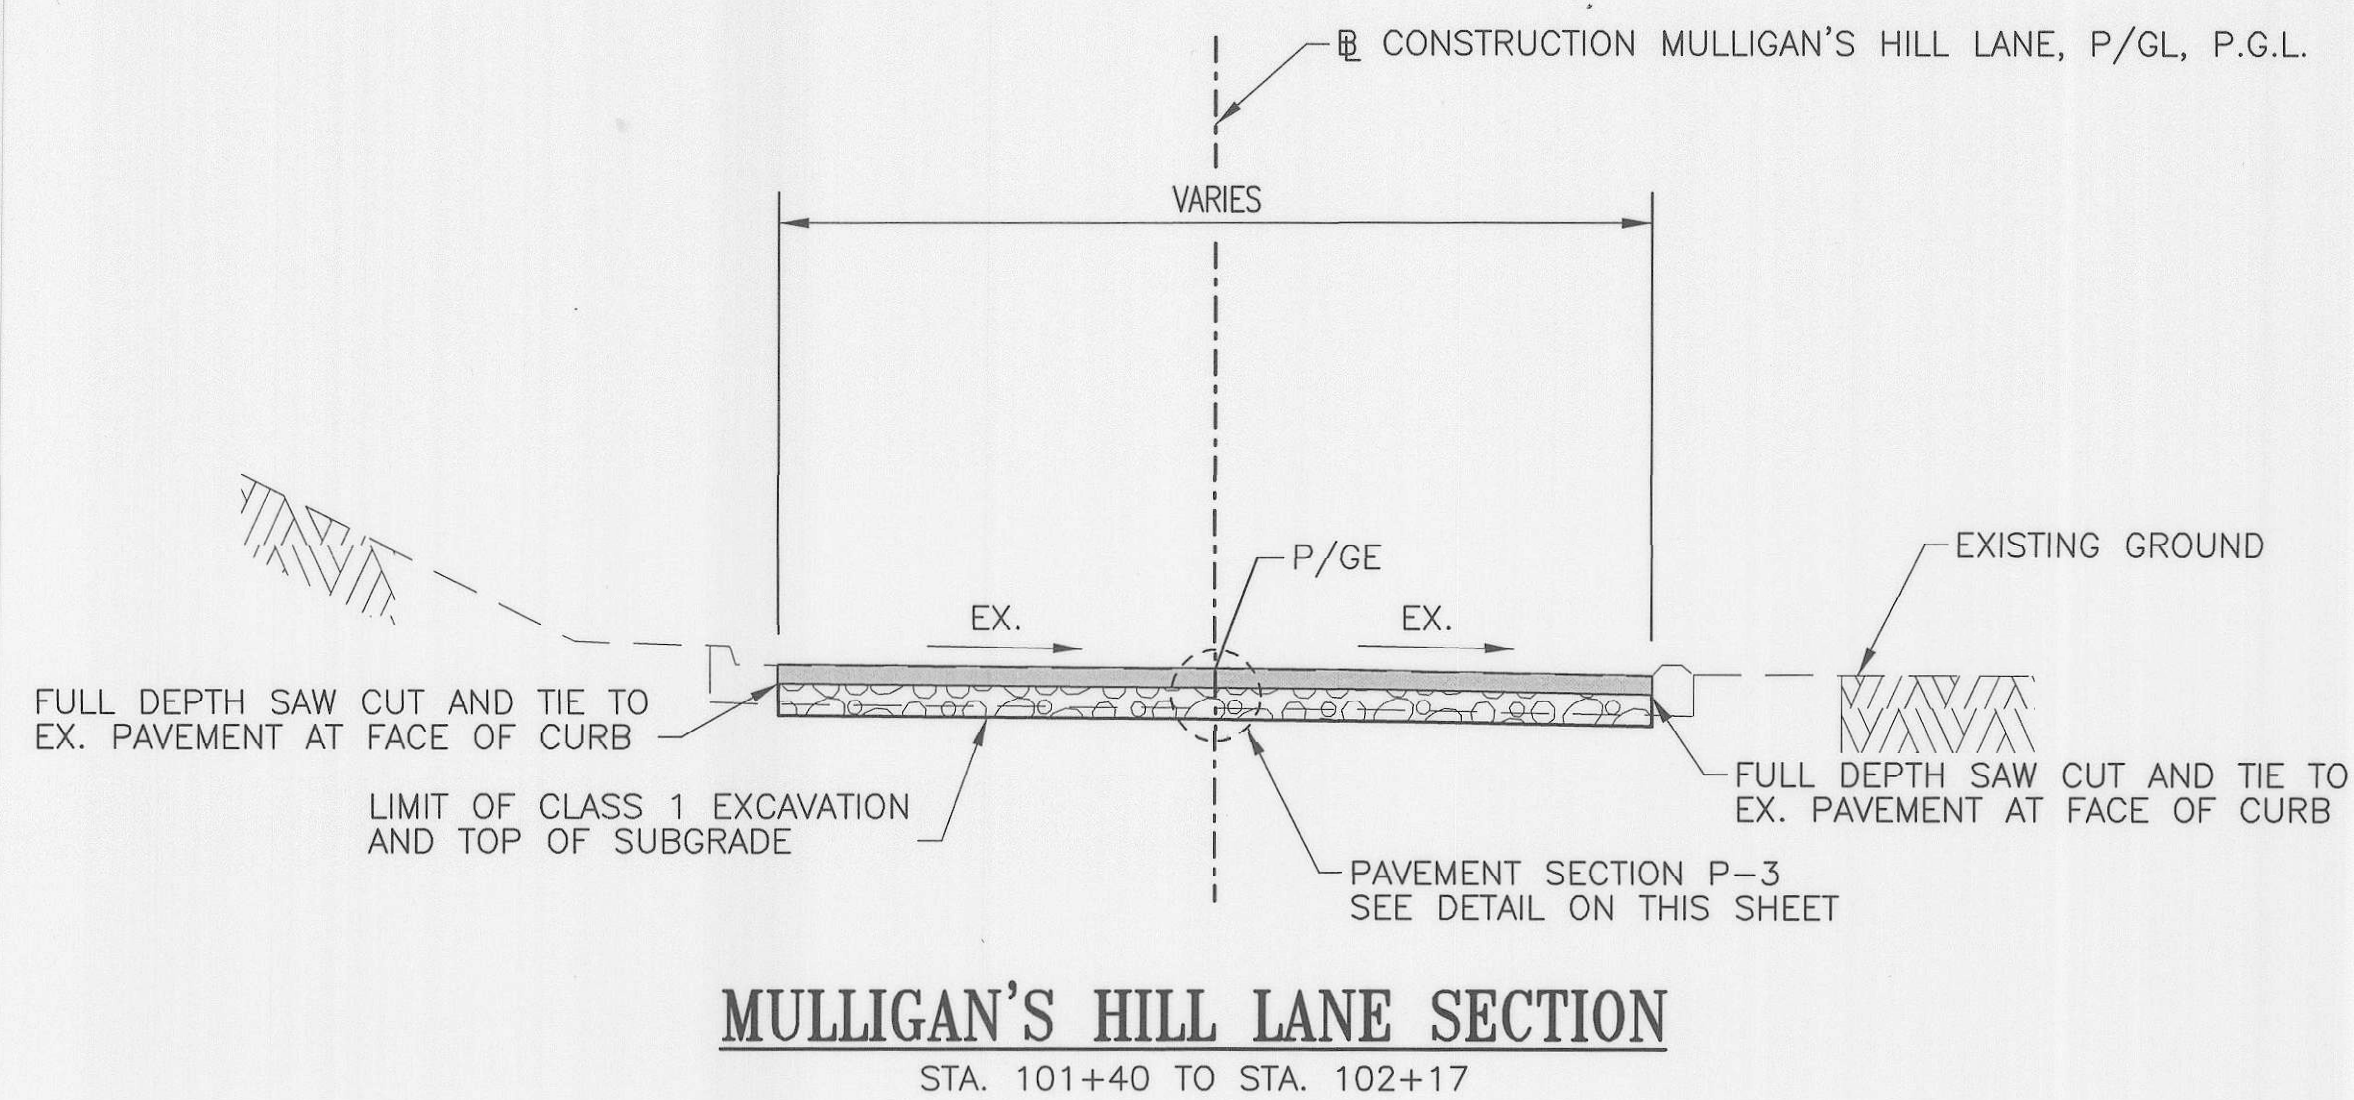 ℄ CONSTRUCTION MULLIGAN'S HILL LANE, P/GL, P.G.L.
VARIES
P/GE
EXISTING GROUND
EX.
EX.
FULL DEPTH SAW CUT AND TIE TO
EX. PAVEMENT AT FACE OF CURB
LIMIT OF CLASS 1 EXCAVATION
AND TOP OF SUBGRADE
FULL DEPTH SAW CUT AND TIE TO
EX. PAVEMENT AT FACE OF CURB
PAVEMENT SECTION P-3
SEE DETAIL ON THIS SHEET
MULLIGAN'S HILL LANE SECTION
STA. 101+40 TO STA. 102+17